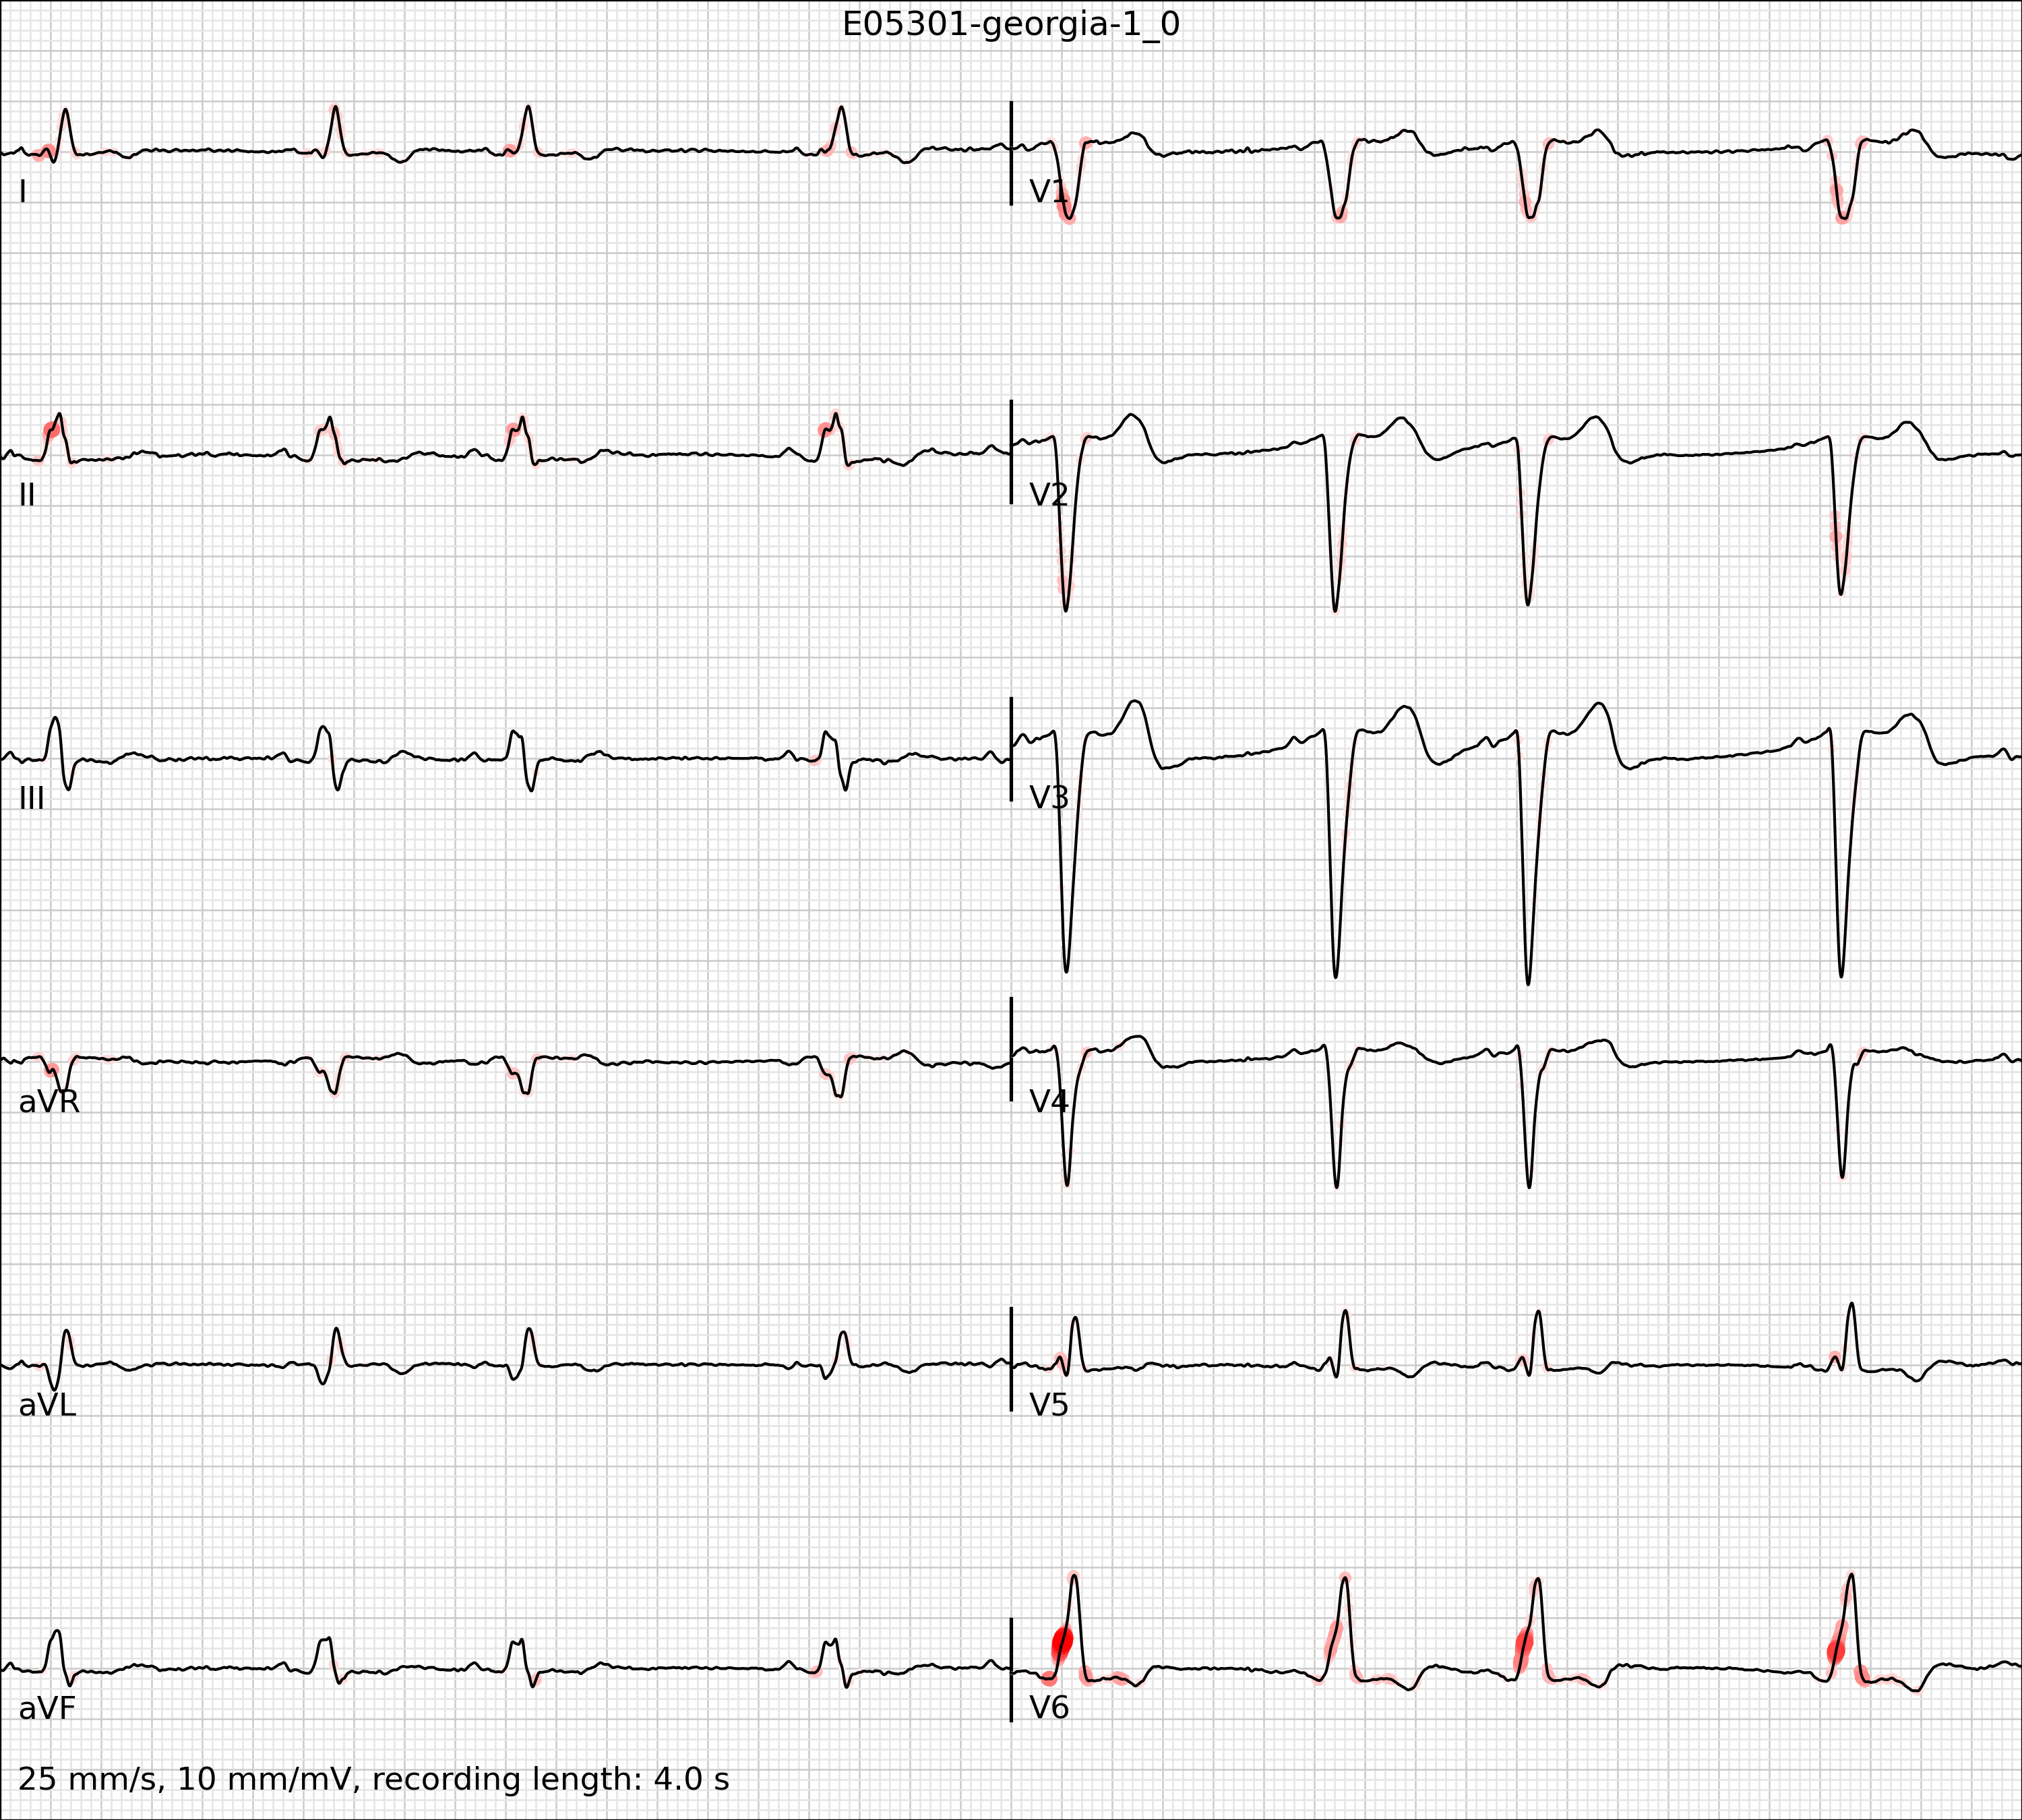 E05301-georgia-1_0
I
V1
II
V2
III
V3
aVR
V4
aVL
V5
aVF
V6
25 mm/s, 10 mm/mV, recording length: 4.0 s